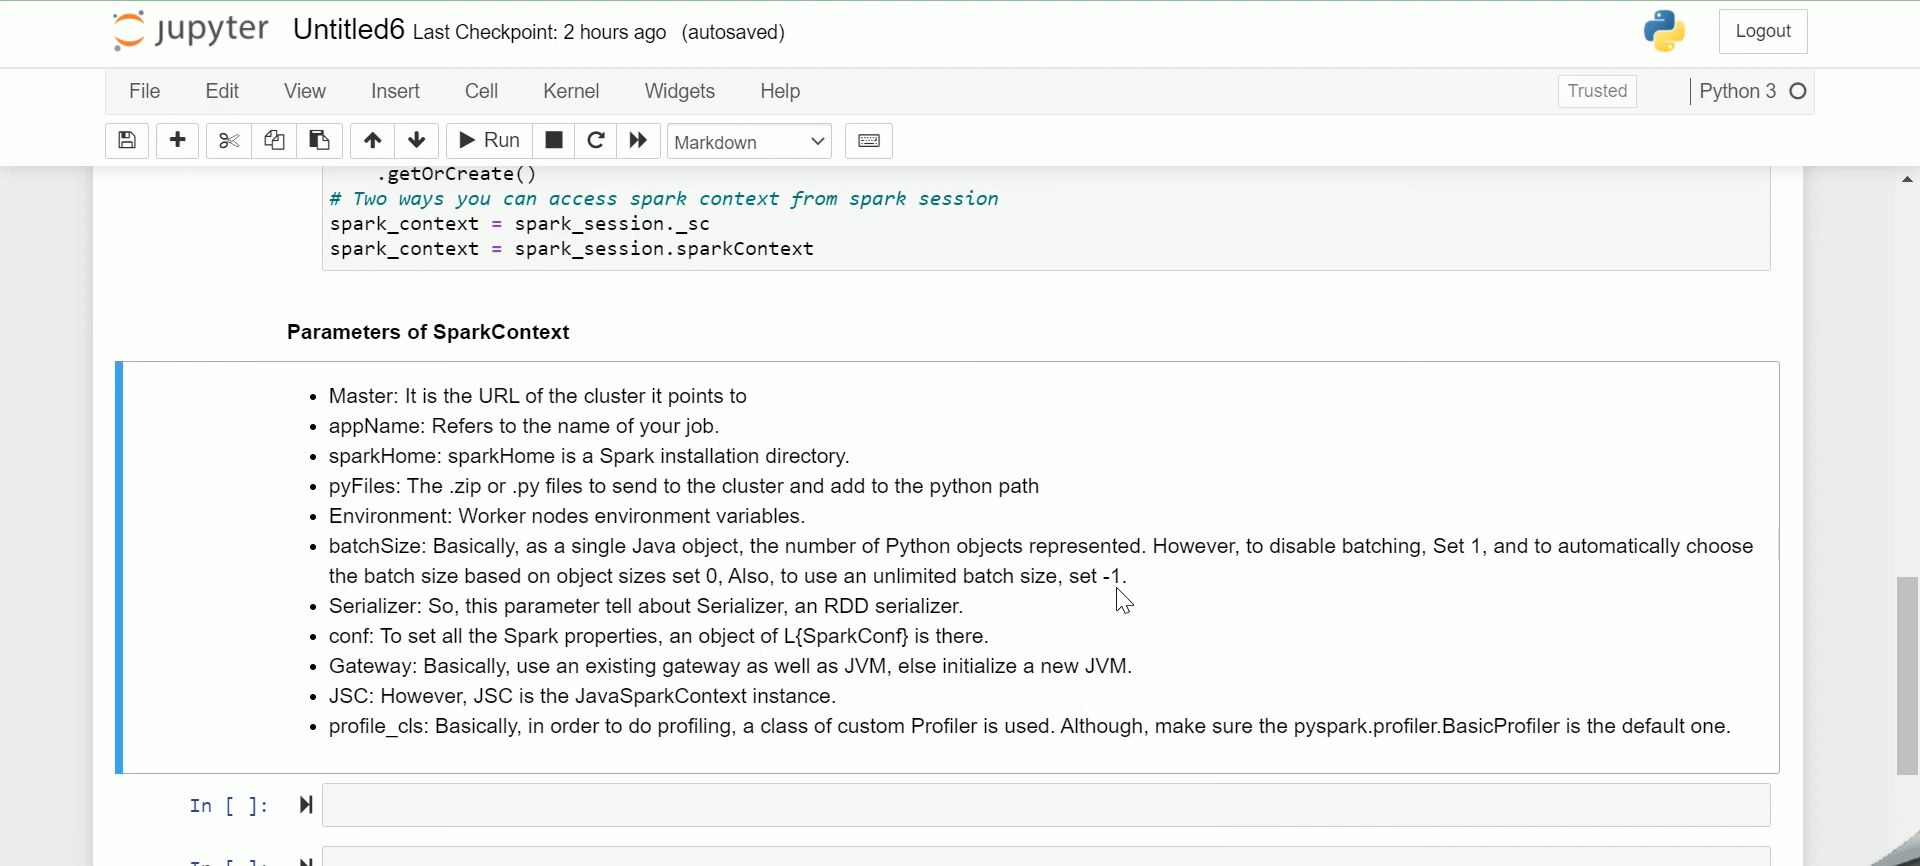 jupyter Untitled6 Last Checkpoint: 2 hours ago (autosaved) Logout
File Edit View Insert Cell Kernel Widgets Help Trusted Python 3
Run Markdown
.getOrCreate()
# Two ways you can access spark context from spark session
spark_context = spark_session._sc
spark_context = spark_session.sparkContext
Parameters of SparkContext
• Master: It is the URL of the cluster it points to
• appName: Refers to the name of your job.
• sparkHome: sparkHome is a Spark installation directory.
• pyFiles: The .zip or .py files to send to the cluster and add to the python path
• Environment: Worker nodes environment variables.
• batchSize: Basically, as a single Java object, the number of Python objects represented. However, to disable batching, Set 1, and to automatically choose
the batch size based on object sizes set 0, Also, to use an unlimited batch size, set -1.
• Serializer: So, this parameter tell about Serializer, an RDD serializer.
• conf: To set all the Spark properties, an object of L{SparkConf} is there.
• Gateway: Basically, use an existing gateway as well as JVM, else initialize a new JVM.
• JSC: However, JSC is the JavaSparkContext instance.
• profile_cls: Basically, in order to do profiling, a class of custom Profiler is used. Although, make sure the pyspark.profiler.BasicProfiler is the default one.
In [ ]: